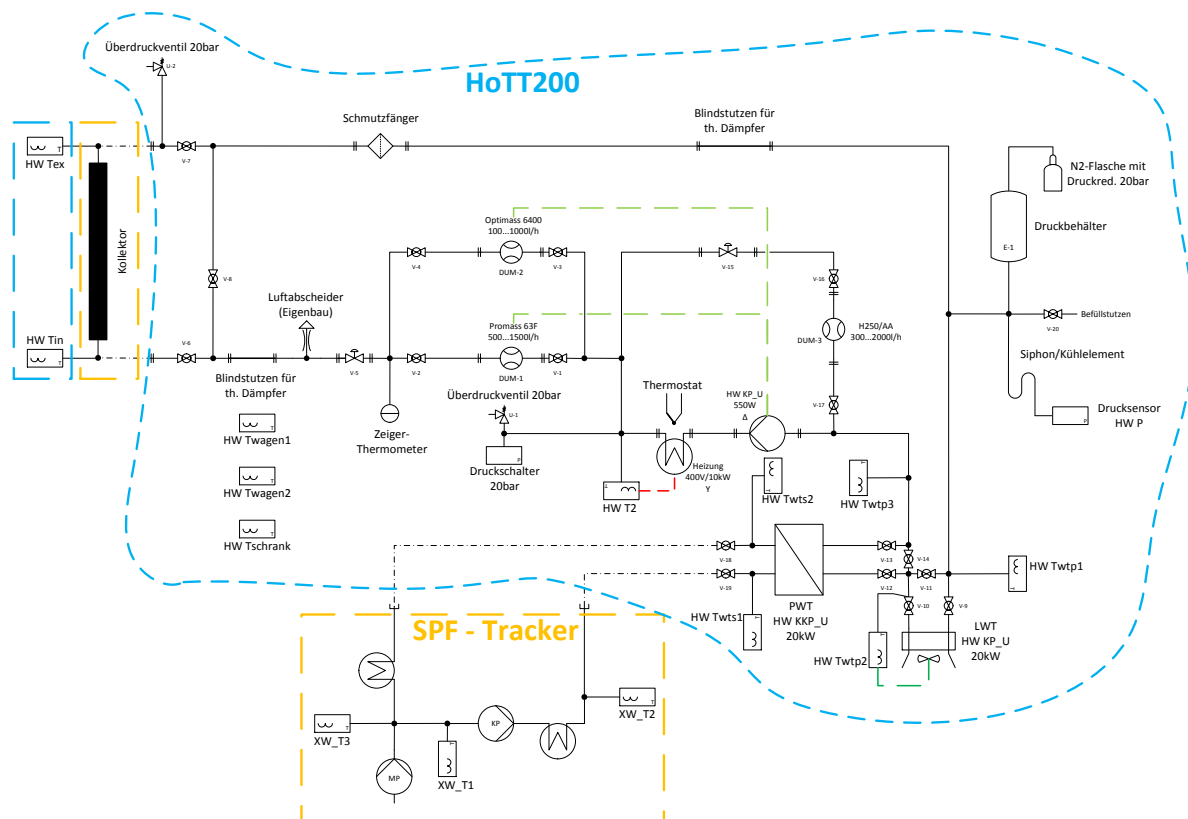 Überdruckventil 20bar
U-2
HoTT200
Schmutzfänger
Blindstutzen für
th. Dämpfer
T
HW Tex
V-7
N2-Flasche mit
Druckred. 20bar
Druckbehälter
E-1
Kollektor
Optimass 6400
100...1000l/h
V-4
DUM-2
V-3
V-15
V-16
V-8
Luftabscheider
(Eigenbau)
Promass 63F
500...1500l/h
H250/AA
300...2000l/h
DUM-3
V-20
Befüllstutzen
HW Tin
T
V-6
V-5
V-2
DUM-1
V-1
Siphon/Kühlelement
Blindstutzen für
th. Dämpfer
Überdruckventil 20bar
U-1
Thermostat
HW KP_U
550W
Δ
V-17
P
Drucksensor
HW P
T
HW Twagen1
Zeiger-
Thermometer
P
Druckschalter
20bar
Heizung
400V/10kW
Y
T
HW Twagen2
T
HW T2
T
HW Twts2
T
HW Twtp3
T
HW Tschrank
V-18
V-19
V-13
V-14
V-12
V-11
T
HW Twtp1
V-10
V-9
T
HW Twts1
PWT
HW KKP_U
20kW
T
HW Twtp2
LWT
HW KP_U
20kW
SPF - Tracker
T
XW_T3
KP
T
XW_T2
T
XW_T1
MP